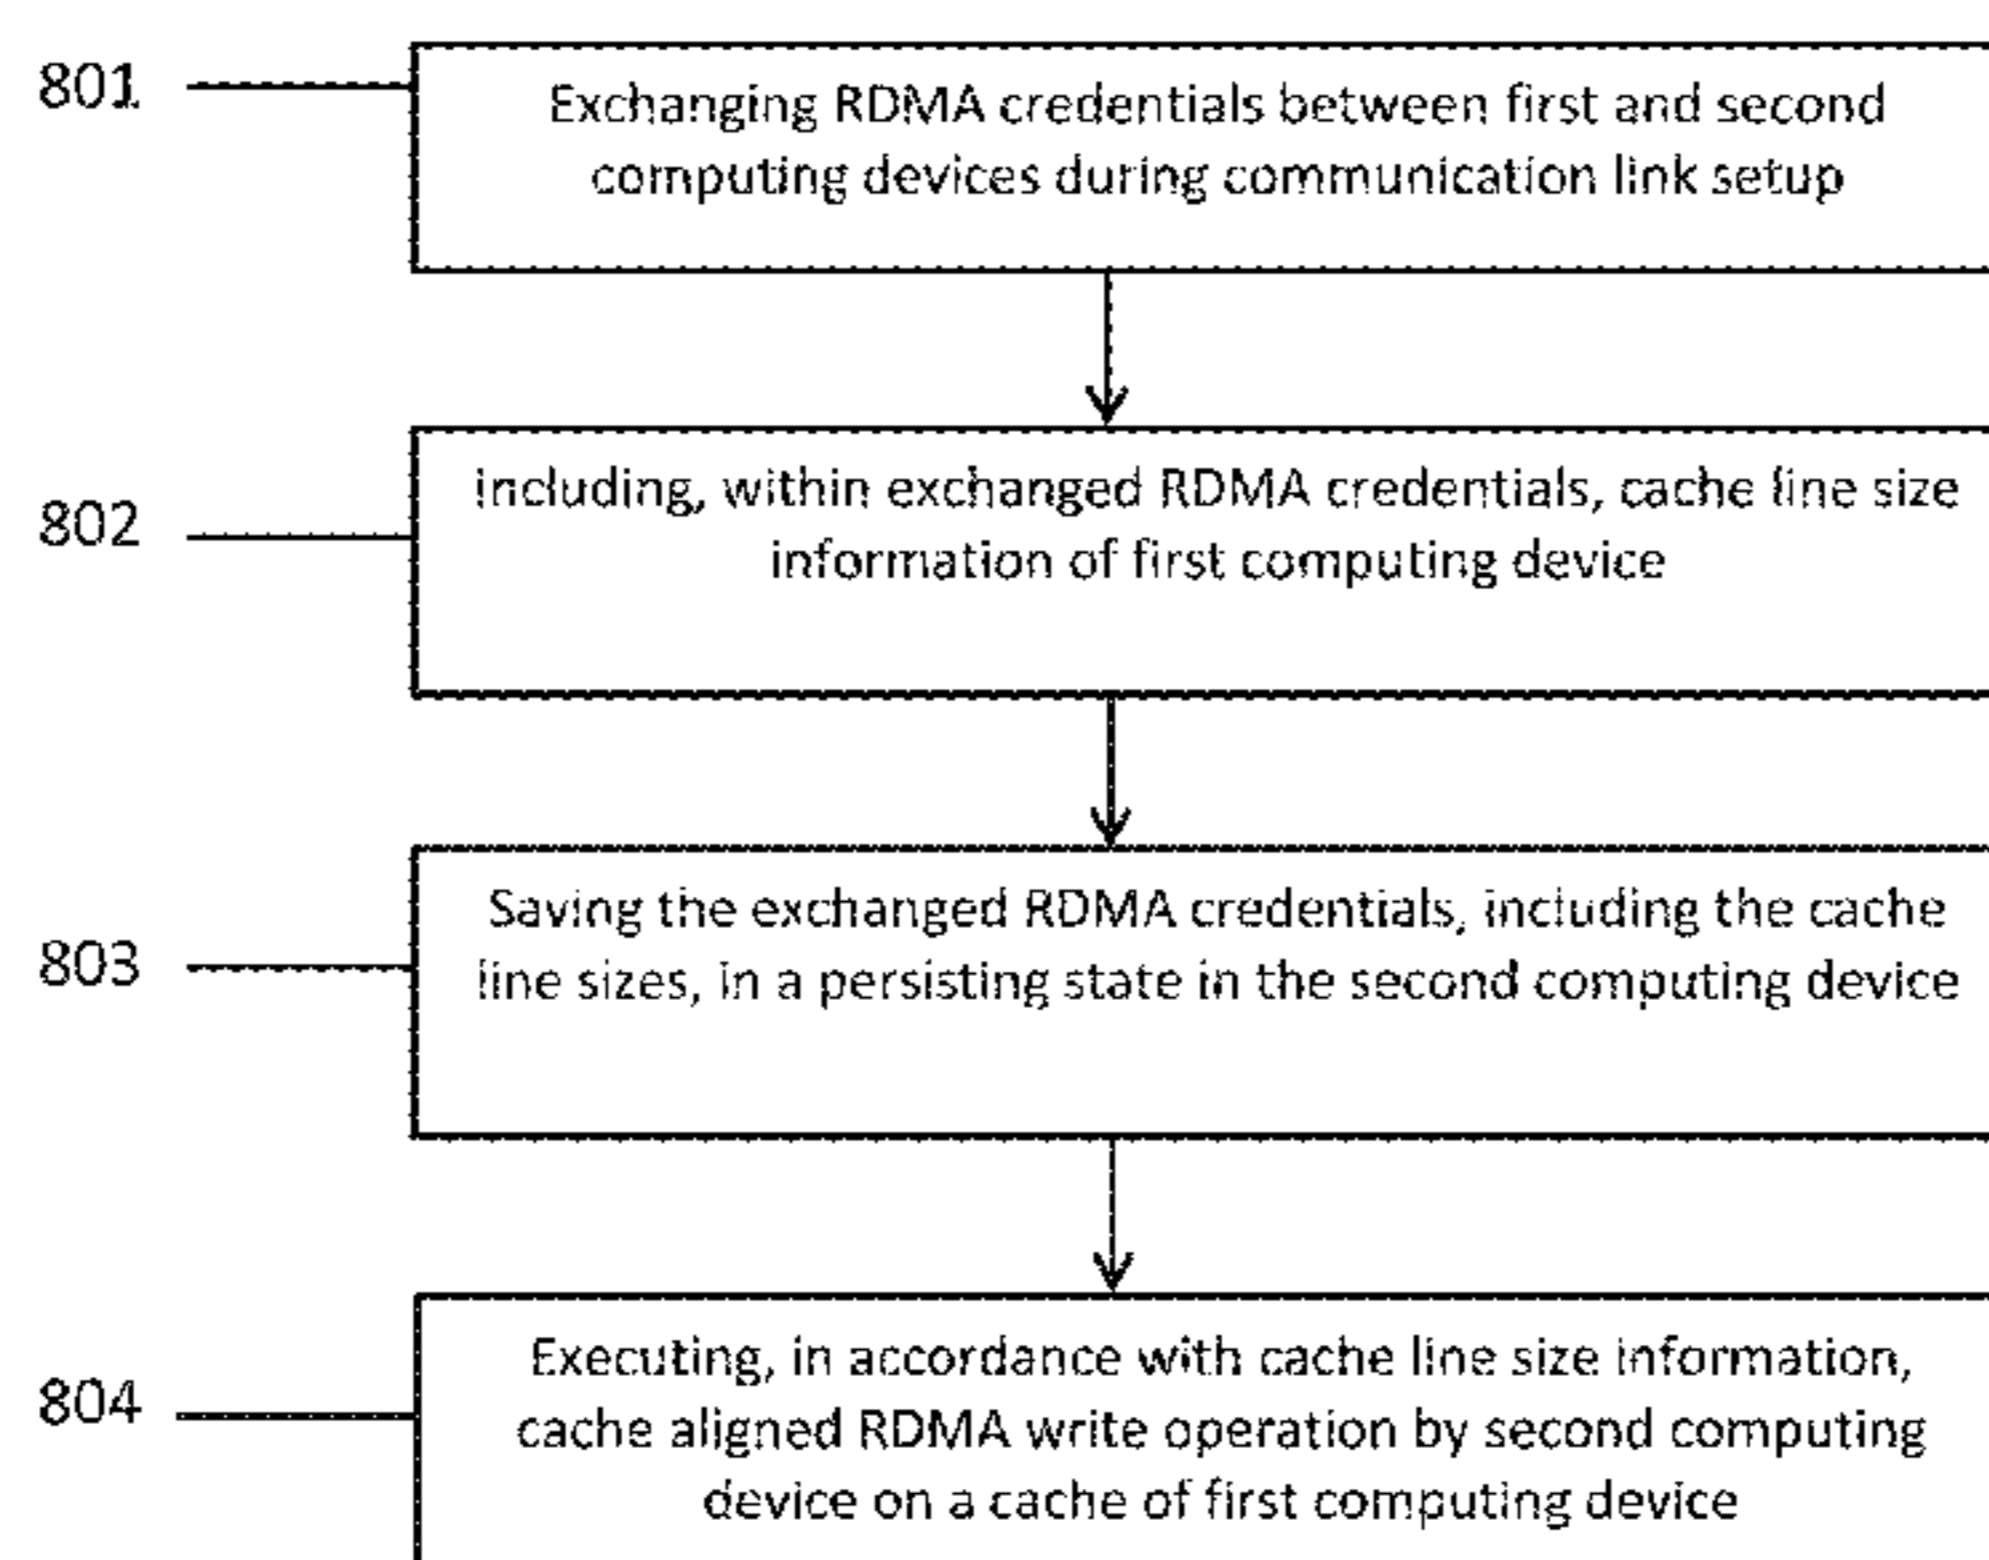 801
Exchanging RDMA credentials between first and second
computing devices during communication link setup
802
including, within exchanged RDMA credentials, cache line size
information of first computing device
803
Saving the exchanged RDMA credentials, including the cache
line sizes, in a persisting state in the second computing device
804
Executing, in accordance with cache line size information,
cache aligned RDMA write operation by second computing
device on a cache of first computing device